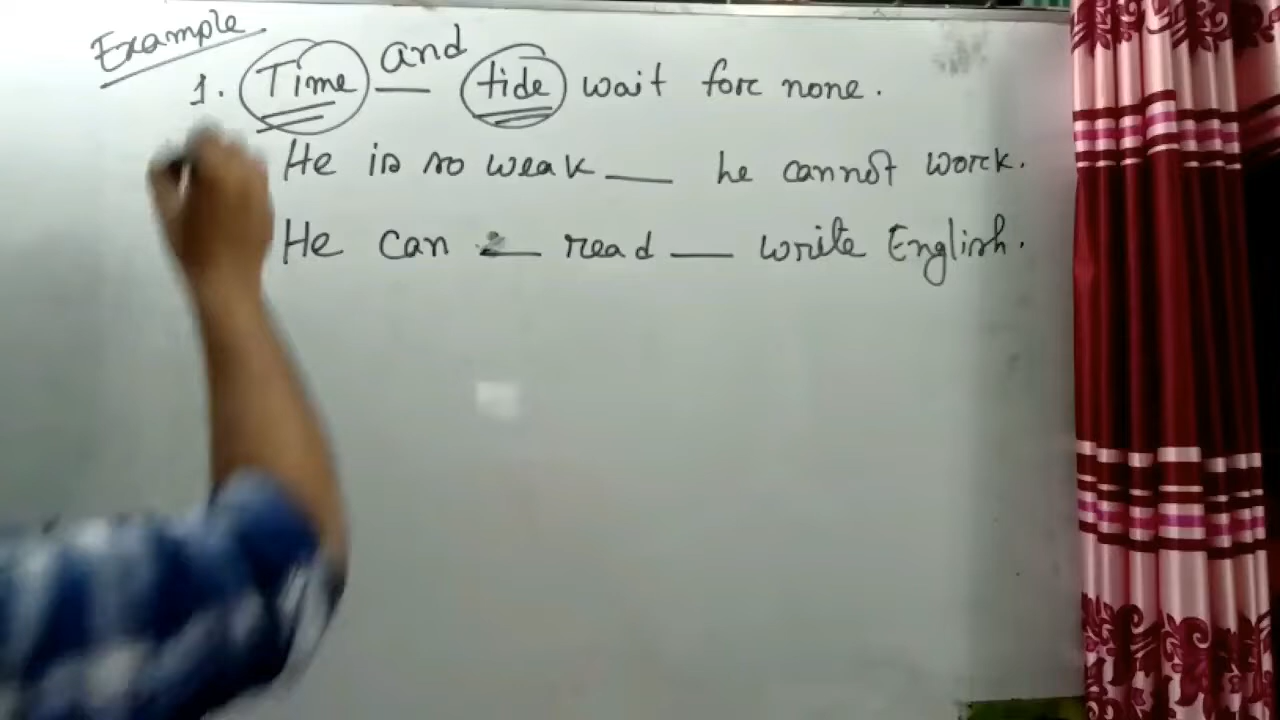 Example
1. Time and tide wait for none.
He is so weak ___ he cannot work.
He can ___ read ___ write English.